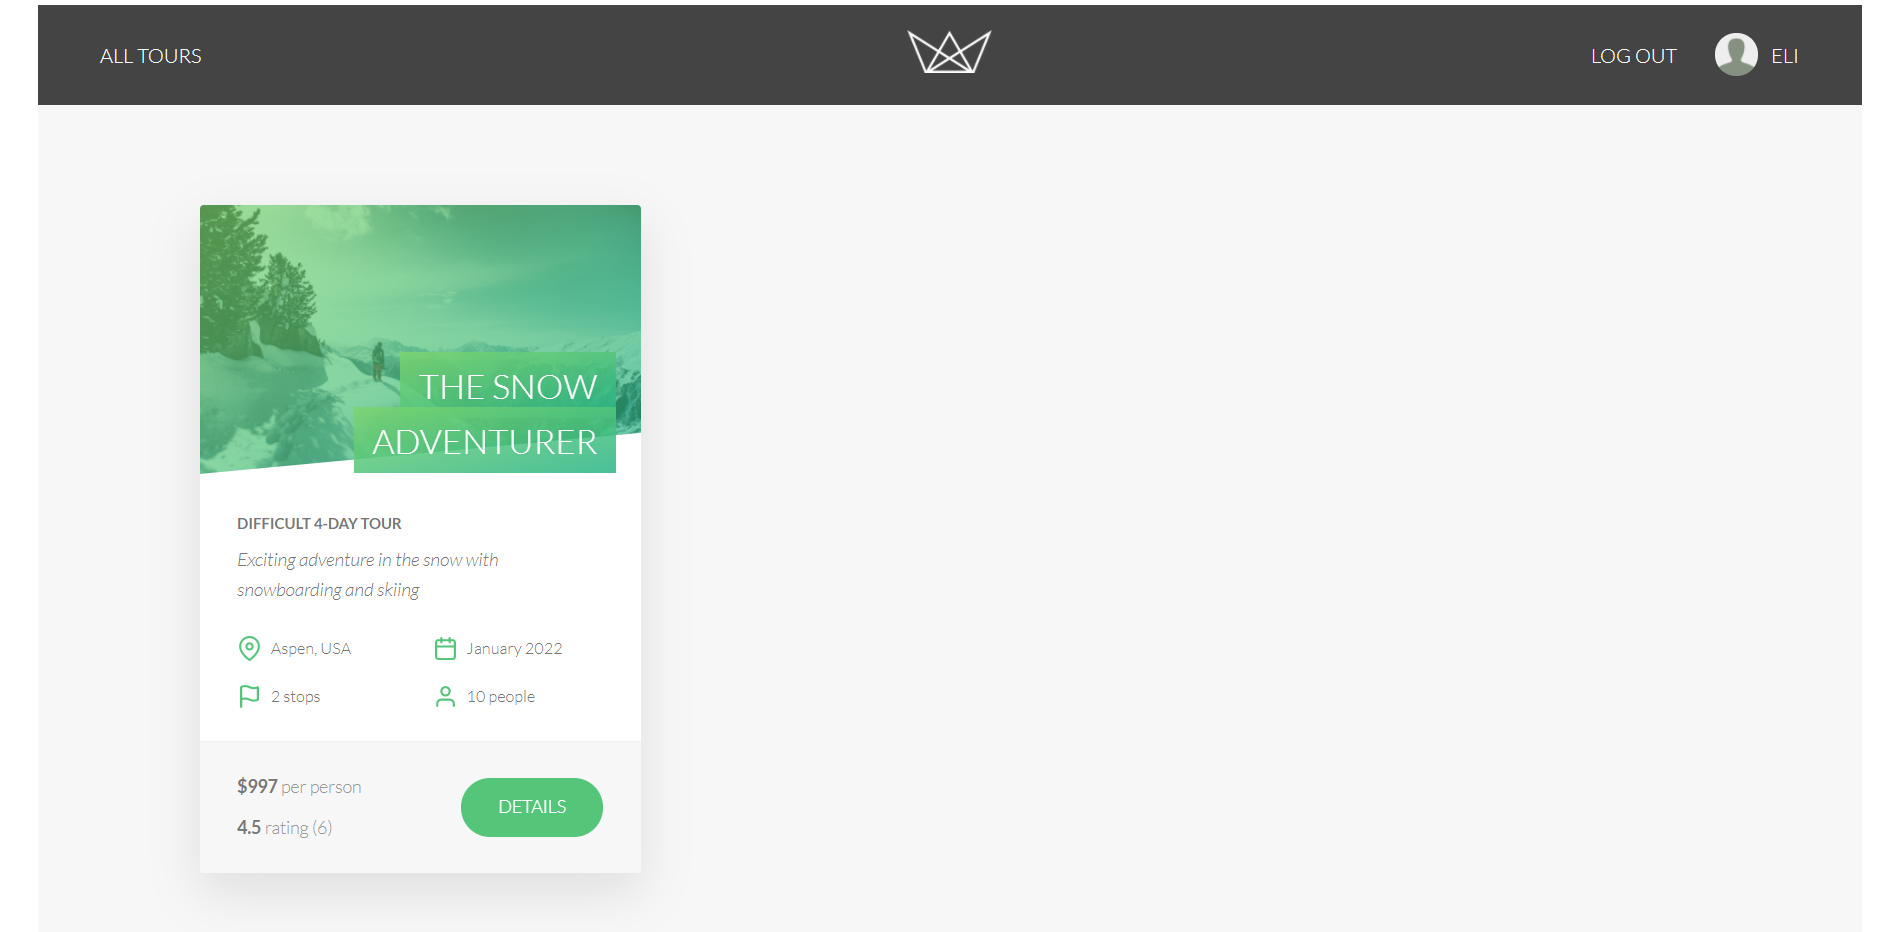 ALL TOURS
LOG OUT
ELI
THE SNOW
ADVENTURER
DIFFICULT 4-DAY TOUR
Exciting adventure in the snow with
snowboarding and skiing
Aspen, USA
January 2022
2 stops
10 people
$997 per person
4.5 rating (6)
DETAILS